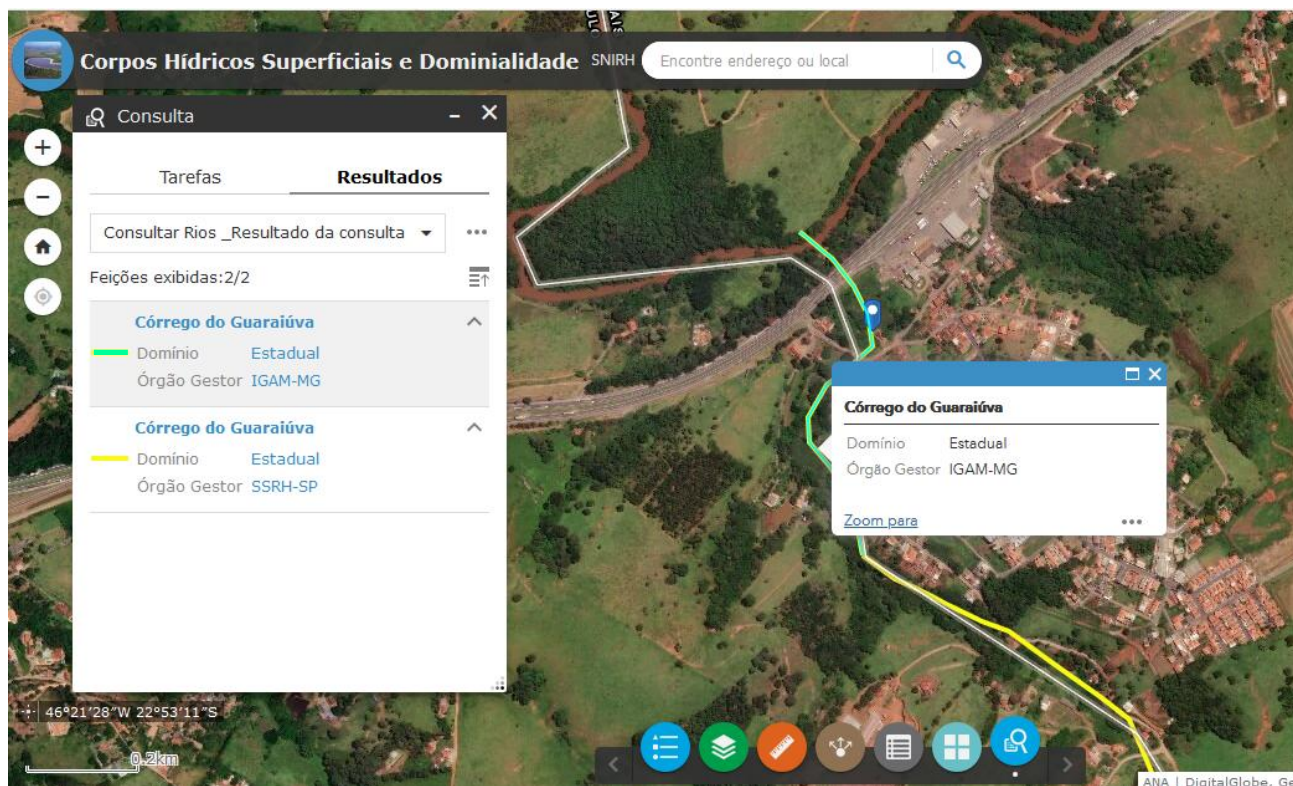 Corpos Hídricos Superficiais e Dominialidade SNIRH Encontre endereço ou local
Consulta
Tarefas Resultados
Consultar Rios _Resultado da consulta
Feições exibidas:2/2
Córrego do Guaraiúva
Domínio Estadual
Órgão Gestor IGAM-MG
Córrego do Guaraiúva
Domínio Estadual
Órgão Gestor SSRH-SP
Córrego do Guaraiúva
Domínio Estadual
Órgão Gestor IGAM-MG
Zoom para
46°21'28"W 22°53'11"S
0.2km
ANA | DigitalGlobe, Ge